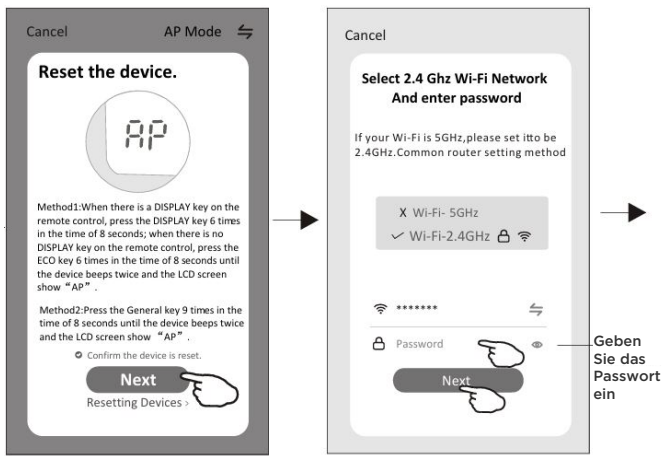 Cancel
AP Mode
Reset the device.
AP
Method1:When there is a DISPLAY key on the
remote control, press the DISPLAY key 6 times
in the time of 8 seconds; when there is no
DISPLAY key on the remote control, press the
ECO key 6 times in the time of 8 seconds until
the device beeps twice and the LCD screen
show “AP” .
Method2:Press the General key 9 times in the
time of 8 seconds until the device beeps twice
and the LCD screen show “AP” .
Confirm the device is reset.
Next
Resetting Devices ›
Cancel
Select 2.4 Ghz Wi-Fi Network
And enter password
If your Wi-Fi is 5GHz,please set itto be
2.4GHz.Common router setting method
X Wi-Fi- 5GHz
✓ Wi-Fi-2.4GHz
*******
Password
Next
Geben
Sie das
Passwort
ein